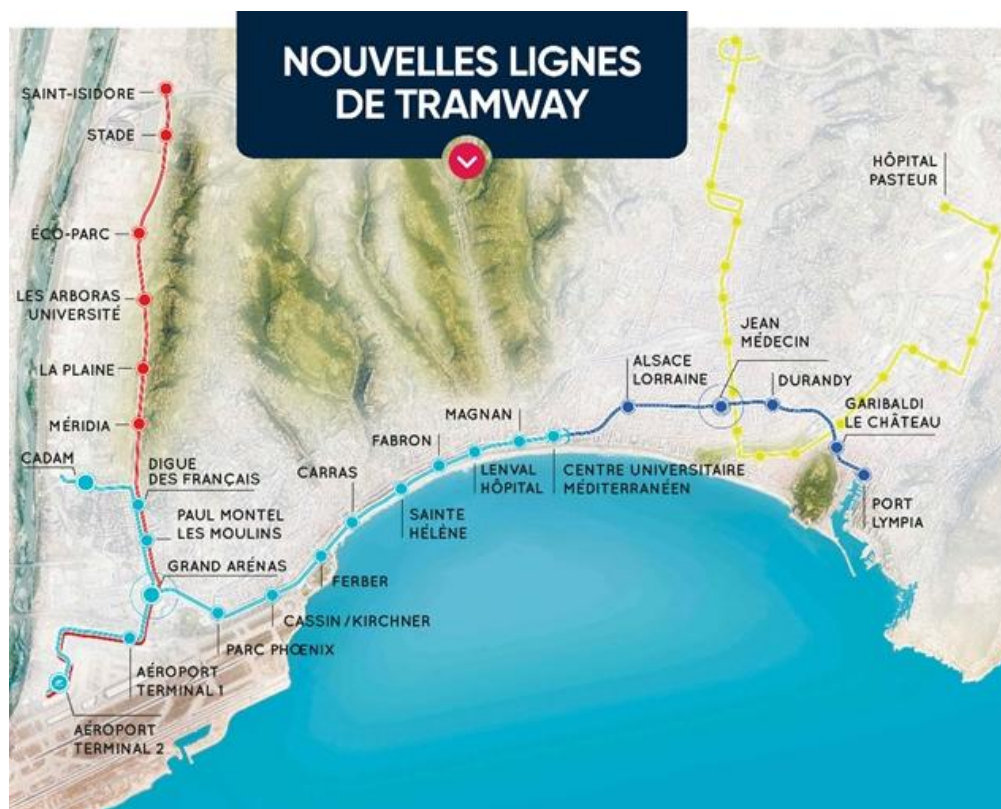 NOUVELLES LIGNES
DE TRAMWAY
SAINT-ISIDORE
STADE
ÉCO-PARC
LES ARBORAS
UNIVERSITÉ
LA PLAINE
MÉRIDIA
CADAM
DIGUE
DES FRANÇAIS
PAUL MONTEL
LES MOULINS
GRAND ARÉNAS
AÉROPORT
TERMINAL 1
AÉROPORT
TERMINAL 2
PARC PHŒNIX
CASSIN / KIRCHNER
FERBER
CARRAS
SAINTE
HÉLÈNE
FABRON
LENVAL
HÔPITAL
MAGNAN
CENTRE UNIVERSITAIRE
MÉDITERRANÉEN
ALSACE
LORRAINE
JEAN
MÉDECIN
DURANDY
GARIBALDI
LE CHÂTEAU
PORT
LYMPIA
HÔPITAL
PASTEUR